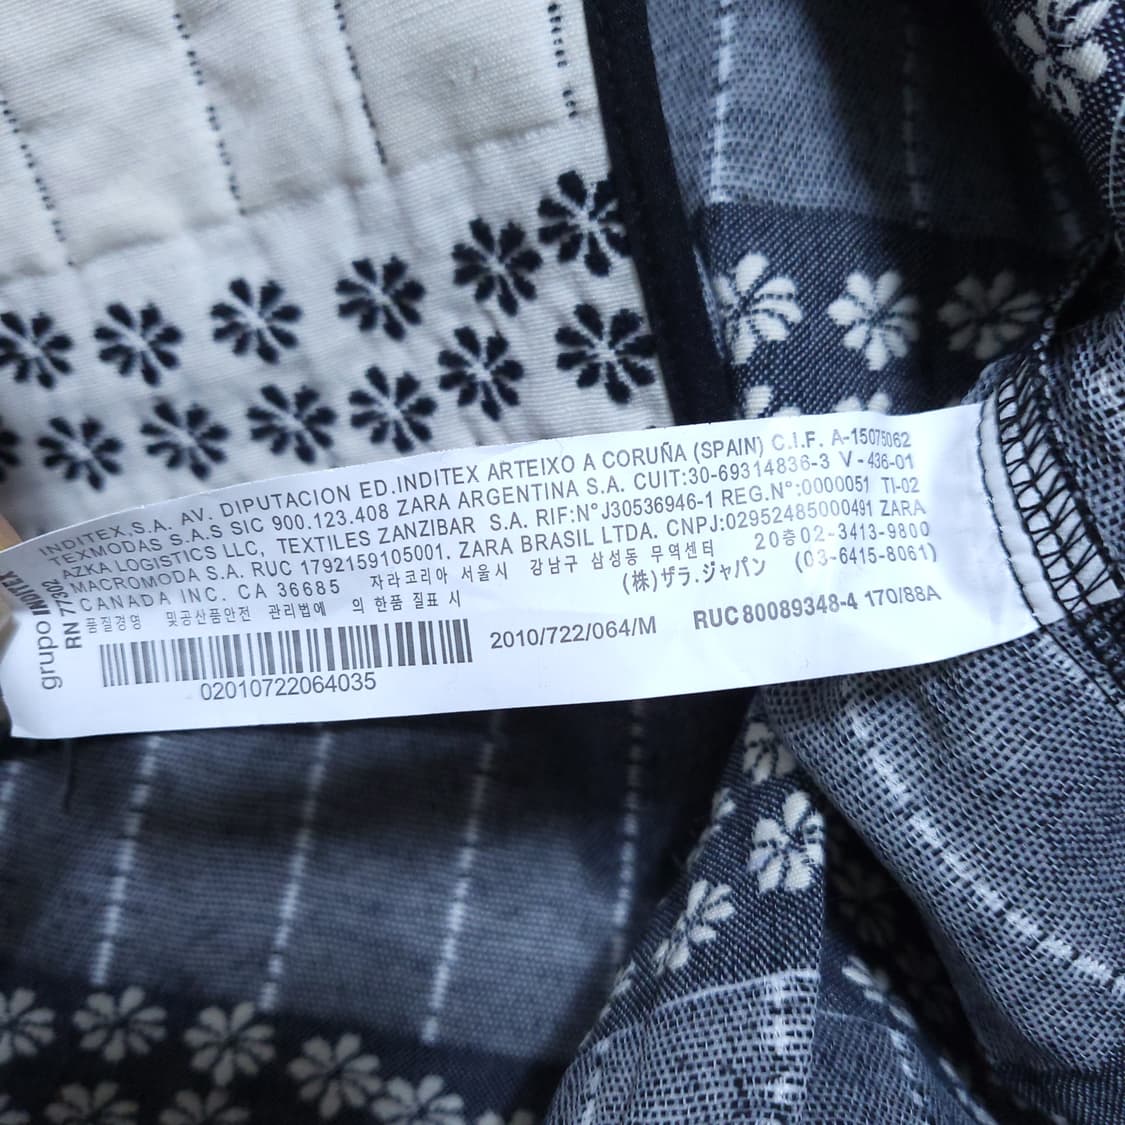 INDITEX,S.A. AV. DIPUTACION ED.INDITEX ARTEIXO A CORUÑA (SPAIN) C.I.F. A-15075062
TEXMODAS S.A.S SIC 900.123.408 ZARA ARGENTINA S.A. CUIT:30-69314836-3 V-436-01
AZKA LOGISTICS LLC, TEXTILES ZANZIBAR S.A. RIF:N°J30536946-1 REG.N°:0000051 TI-02
MACROMODA S.A. RUC 1792159105001. ZARA BRASIL LTDA. CNPJ:02952485000491 ZARA
CANADA INC. CA 36685 자라코리아 서울시 강남구 삼성동 무역센터 20층02-3413-9800
품질경영 및공산품안전 관리법에 의 한품 질표 시 (株)ザラ.ジャパン (03-6415-8061)
grupo INDITEX
RN 77302
2010/722/064/M RUC80089348-4 170/88A
02010722064035